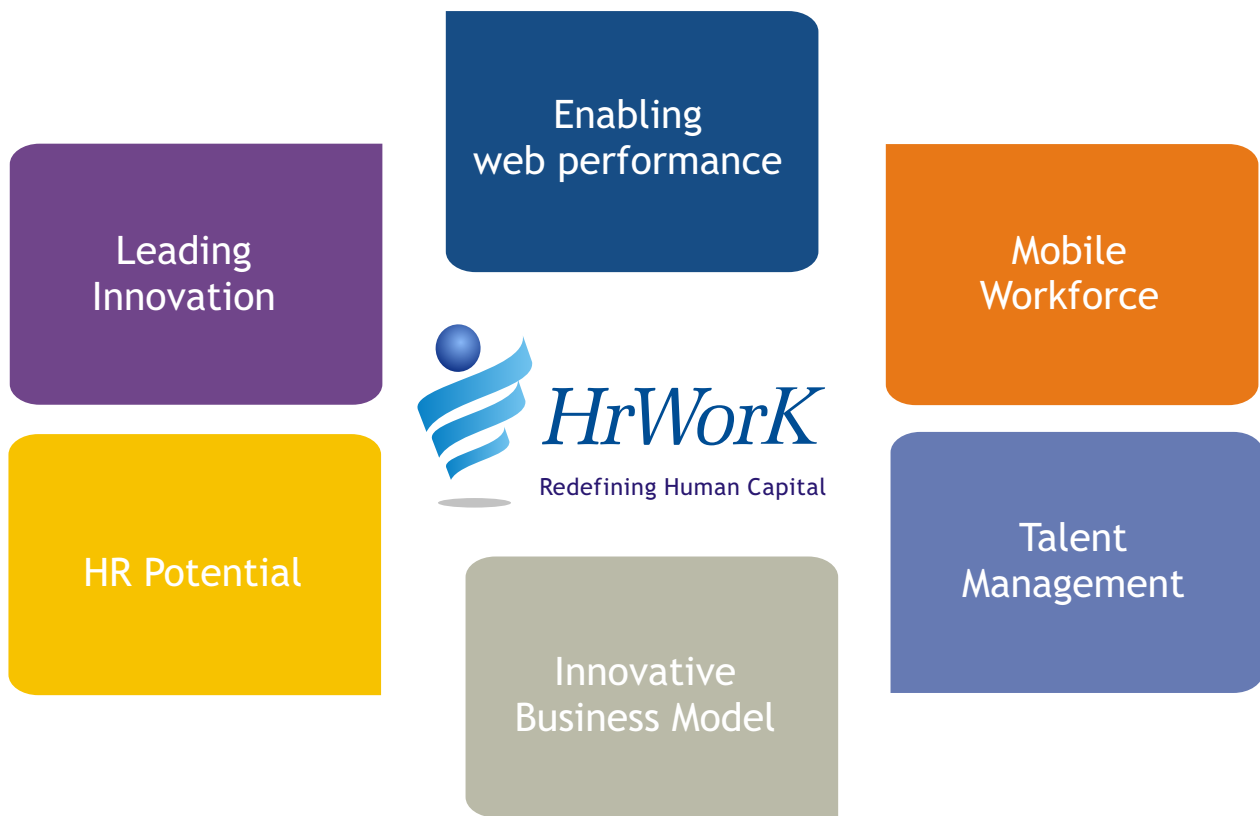 Enabling
web performance
Leading
Innovation
Mobile
Workforce
HrWorK
Redefining Human Capital
HR Potential
Talent
Management
Innovative
Business Model